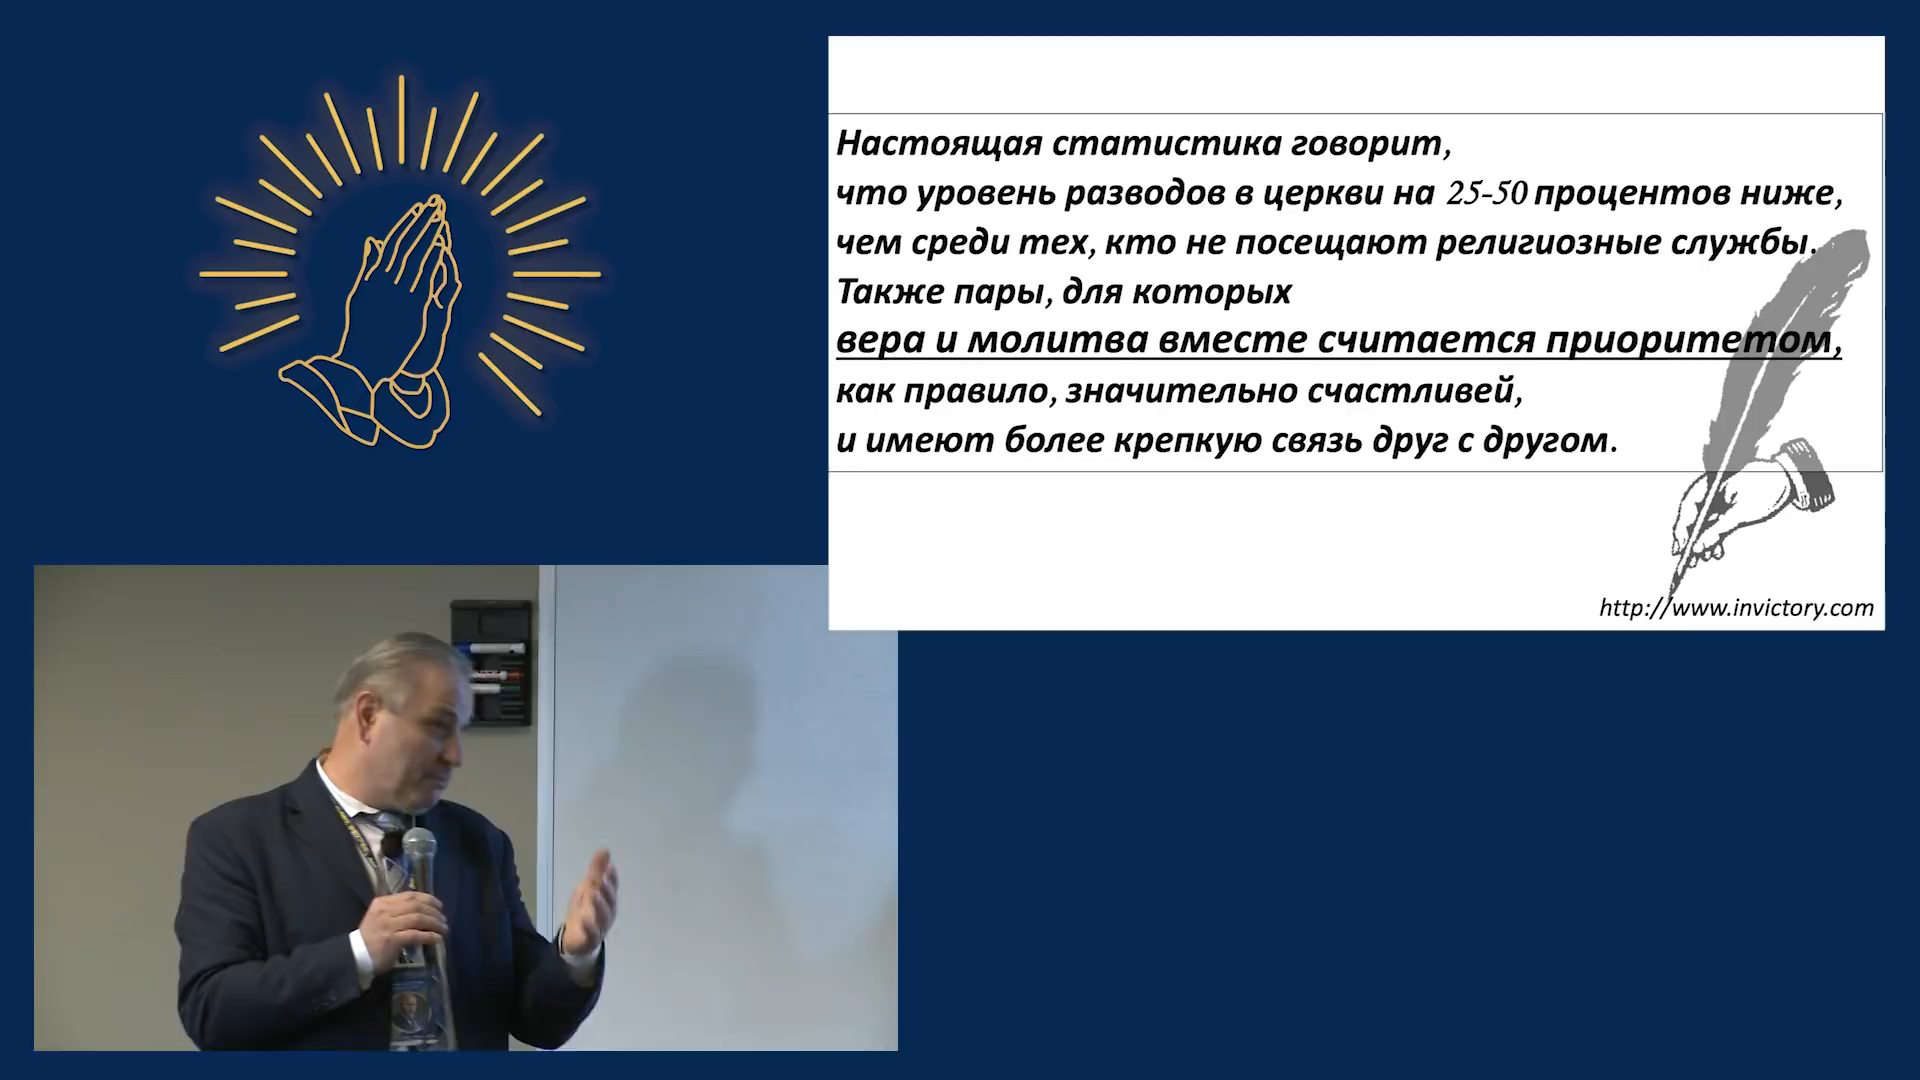 Настоящая статистика говорит,
что уровень разводов в церкви на 25-50 процентов ниже,
чем среди тех, кто не посещают религиозные службы.
Также пары, для которых
вера и молитва вместе считается приоритетом,
как правило, значительно счастливей,
и имеют более крепкую связь друг с другом.
http://www.invictory.com